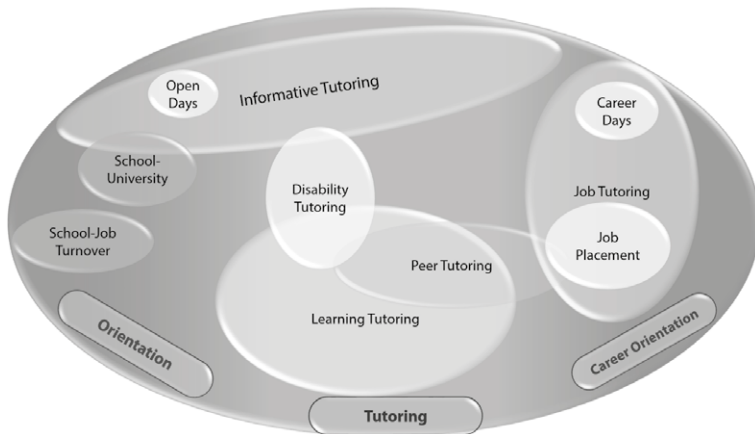 Open
Days
Informative Tutoring
Career
Days
School-
University
Disability
Tutoring
Job Tutoring
School-Job
Turnover
Peer Tutoring
Job
Placement
Learning Tutoring
Orientation
Tutoring
Career Orientation